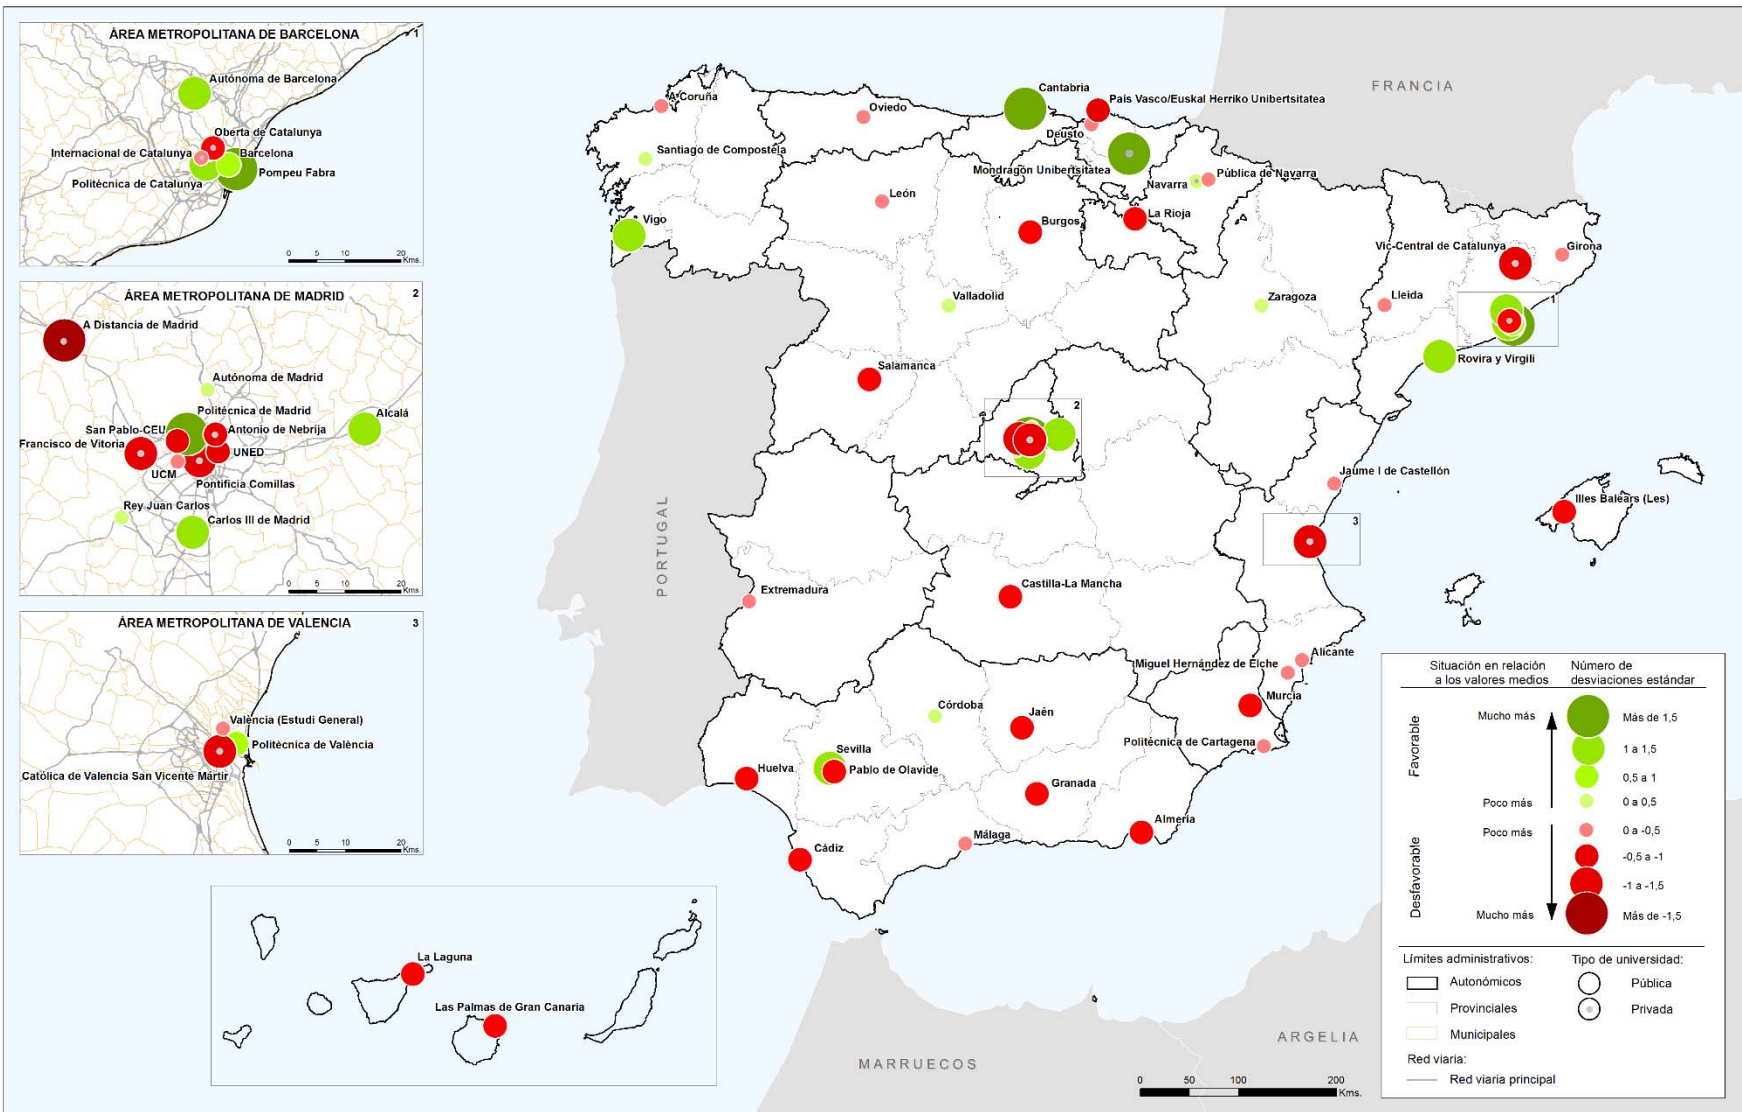 ÁREA METROPOLITANA DE BARCELONA
1
Autónoma de Barcelona
Oberta de Catalunya
Internacional de Catalunya
Barcelona
Politécnica de Catalunya
Pompeu Fabra
0 5 10 20
Kms.
ÁREA METROPOLITANA DE MADRID
2
A Distancia de Madrid
Autónoma de Madrid
Politécnica de Madrid
Alcalá
San Pablo-CEU
Antonio de Nebrija
Francisco de Vitoria
UNED
UCM
Pontificia Comillas
Rey Juan Carlos
Carlos III de Madrid
0 5 10 20
Kms.
ÁREA METROPOLITANA DE VALENCIA
3
València (Estudi General)
Politécnica de València
Católica de Valencia San Vicente Mártir
0 5 10 20
Kms.
La Laguna
Las Palmas de Gran Canaria
FRANCIA
PORTUGAL
MARRUECOS
ARGELIA
A Coruña
Oviedo
Cantabria
País Vasco/Euskal Herriko Unibertsitatea
Deusto
Santiago de Compostela
Mondragón Unibertsitatea
Navarra
Pública de Navarra
León
Vigo
Burgos
La Rioja
Vic-Central de Catalunya
Girona
Valladolid
Zaragoza
Lleida
1
Rovira y Virgili
Salamanca
2
Jaume I de Castellón
Illes Balears (Les)
3
Extremadura
Castilla-La Mancha
Miguel Hernández de Elche
Alicante
Murcia
Córdoba
Jaén
Politécnica de Cartagena
Sevilla
Pablo de Olavide
Huelva
Granada
Almería
Málaga
Cádiz
0 50 100 200
Kms.
Situación en relación
a los valores medios
Número de
desviaciones estándar
Favorable
Mucho más
Más de 1,5
1 a 1,5
0,5 a 1
Poco más
0 a 0,5
Desfavorable
Poco más
0 a -0,5
-0,5 a -1
-1 a -1,5
Mucho más
Más de -1,5
Límites administrativos:
Autonómicos
Provinciales
Municipales
Red viaria:
Red viaria principal
Tipo de universidad:
Pública
Privada